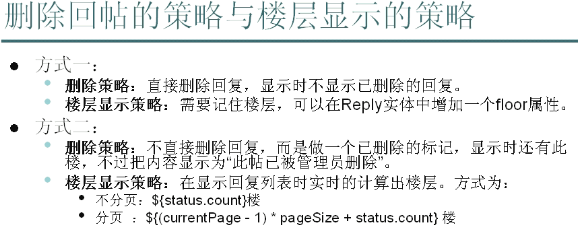 删除回帖的策略与楼层显示的策略
方式一：
删除策略：直接删除回复，显示时不显示已删除的回复。
楼层显示策略：需要记住楼层，可以在Reply实体中增加一个floor属性。
方式二：
删除策略：不直接删除回复，而是做一个已删除的标记，显示时还有此
楼，不过把内容显示为“此帖已被管理员删除”。
楼层显示策略：在显示回复列表时实时的计算出楼层。方式为：
不分页：${status.count}楼
分页 ：${(currentPage - 1) * pageSize + status.count} 楼